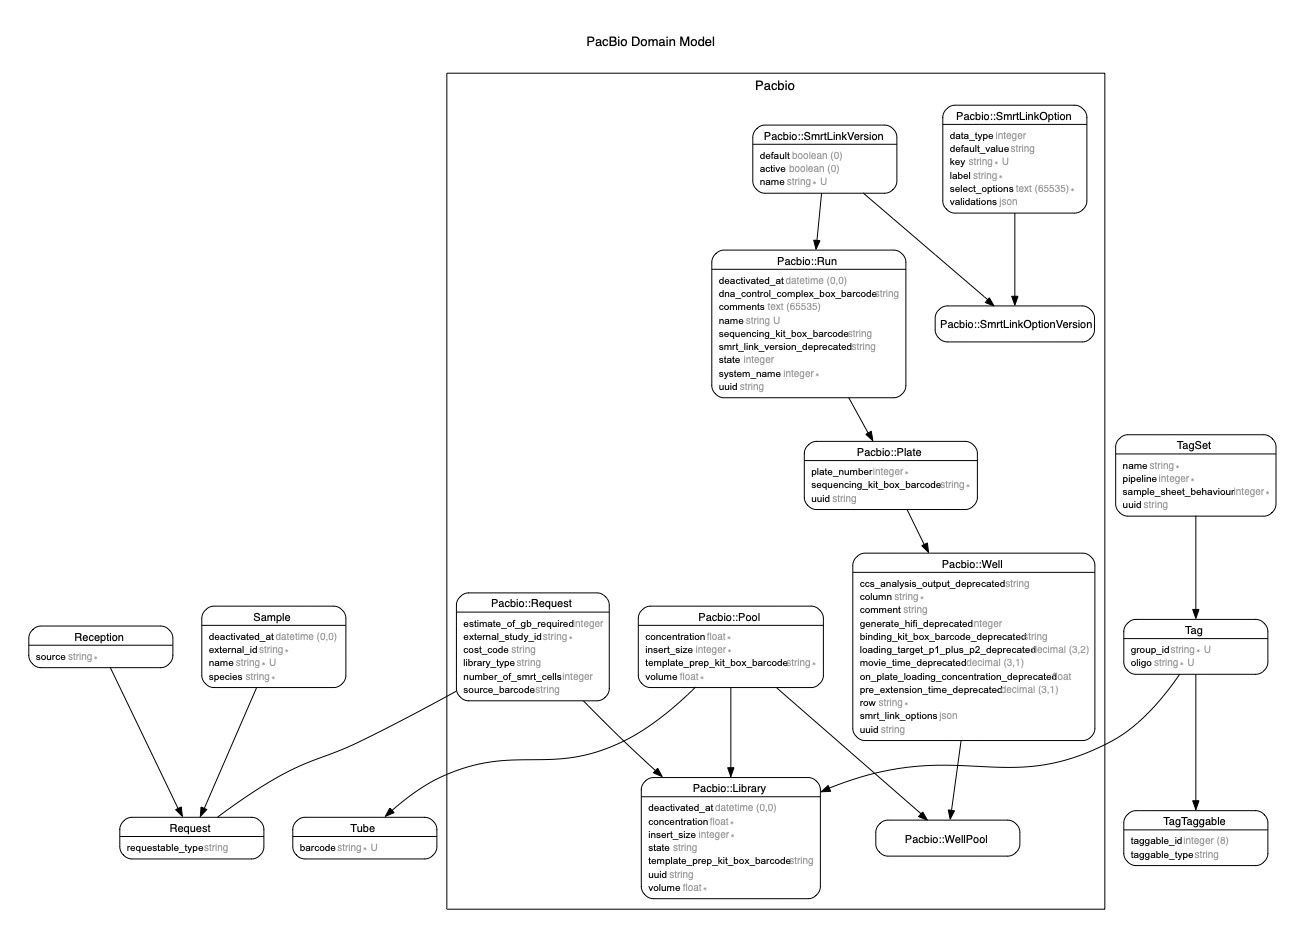 PacBio Domain Model
Pacbio
Pacbio::SmrtLinkOption
data_type integer
default_value string
key string * U
label string *
select_options text (65535) *
validations json
Pacbio::SmrtLinkVersion
default boolean (0)
active boolean (0)
name string * U
Pacbio::Run
deactivated_at datetime (0,0)
dna_control_complex_box_barcode string
comments text (65535)
name string U
sequencing_kit_box_barcode string
smrt_link_version_deprecated string
state integer
system_name integer *
uuid string
Pacbio::SmrtLinkOptionVersion
Pacbio::Plate
plate_number integer *
sequencing_kit_box_barcode string *
uuid string
TagSet
name string *
pipeline integer *
sample_sheet_behaviour integer *
uuid string
Pacbio::Well
ccs_analysis_output_deprecated string
column string *
comment string
generate_hifi_deprecated integer
binding_kit_box_barcode_deprecated string
loading_target_p1_plus_p2_deprecated decimal (3,2)
movie_time_deprecated decimal (3,1)
on_plate_loading_concentration_deprecated float
pre_extension_time_deprecated decimal (3,1)
row string *
smrt_link_options json
uuid string
Pacbio::Request
estimate_of_gb_required integer
external_study_id string *
cost_code string
library_type string
number_of_smrt_cells integer
source_barcode string
Pacbio::Pool
concentration float *
insert_size integer *
template_prep_kit_box_barcode string *
volume float *
Sample
deactivated_at datetime (0,0)
external_id string *
name string * U
species string *
Reception
source string *
Tag
group_id string * U
oligo string * U
Request
requestable_type string
Tube
barcode string * U
Pacbio::Library
deactivated_at datetime (0,0)
concentration float *
insert_size integer *
state string
template_prep_kit_box_barcode string
uuid string
volume float *
Pacbio::WellPool
TagTaggable
taggable_id integer (8)
taggable_type string